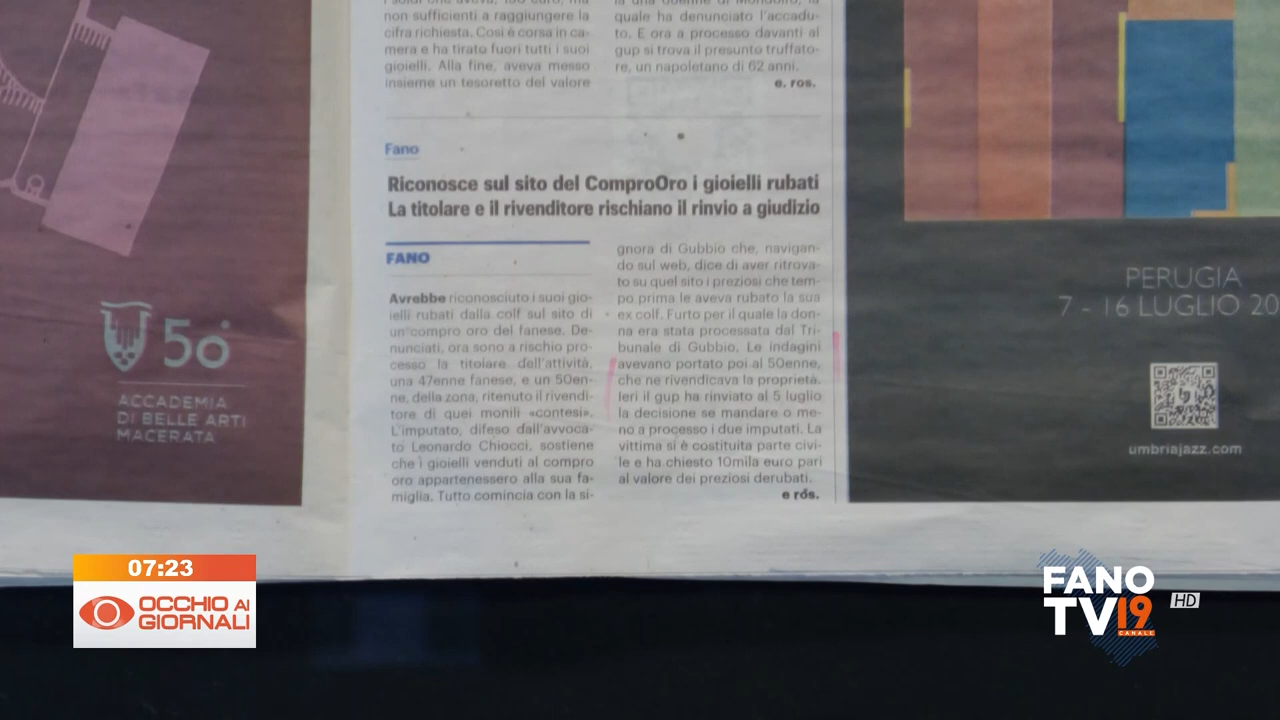 non sufficienti a raggiungere la
cifra richiesta. Così è corsa in ca-
mera e ha tirato fuori tutti i suoi
gioielli. Alla fine, aveva messo
insieme un tesoretto del valore
quale ha denunciato l'accadu-
to. E ora a processo davanti al
gup si trova il presunto truffato-
re, un napoletano di 62 anni.
e. ros.
Fano
Riconosce sul sito del ComproOro i gioielli rubati
La titolare e il rivenditore rischiano il rinvio a giudizio
FANO
Avrebbe riconosciuto i suoi gio-
ielli rubati dalla colf sul sito di
un compro oro del fanese. De-
nunciati, ora sono a rischio pro-
cesso la titolare dell'attività,
una 47enne fanese, e un 50en-
ne, della zona, ritenuto il rivendi-
tore di quei monili «contesi».
L'imputato, difeso dall'avvoca-
to Leonardo Chiocci, sostiene
che i gioielli venduti al compro
oro appartenessero alla sua fa-
miglia. Tutto comincia con la si-
gnora di Gubbio che, navigan-
do sul web, dice di aver ritrova-
to su quel sito i preziosi che tem-
po prima le aveva rubato la sua
ex colf. Furto per il quale la don-
na era stata processata dal Tri-
bunale di Gubbio. Le indagini
avevano portato poi al 50enne,
che ne rivendicava la proprietà.
Ieri il gup ha rinviato al 5 luglio
la decisione se mandare o me-
no a processo i due imputati. La
vittima si è costituita parte civi-
le e ha chiesto 10mila euro pari
al valore dei preziosi derubati.
e ros.
50
ACCADEMIA
DI BELLE ARTI
MACERATA
PERUGIA
7 - 16 LUGLIO 20
umbriajazz.com
07:23
OCCHIO AI
GIORNALI
FANO
TV19
CANALE
HD